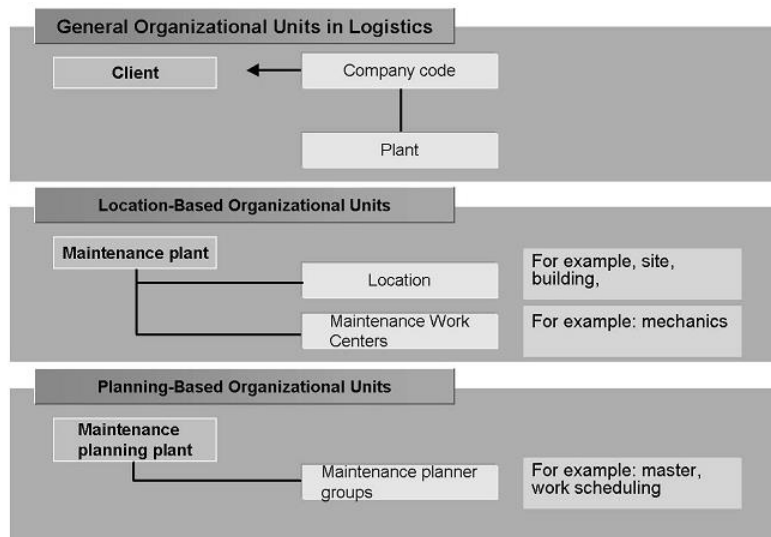 General Organizational Units in Logistics
Client
Company code
Plant
Location-Based Organizational Units
Maintenance plant
Location
For example, site,
building,
Maintenance Work
Centers
For example: mechanics
Planning-Based Organizational Units
Maintenance
planning plant
Maintenance planner
groups
For example: master,
work scheduling